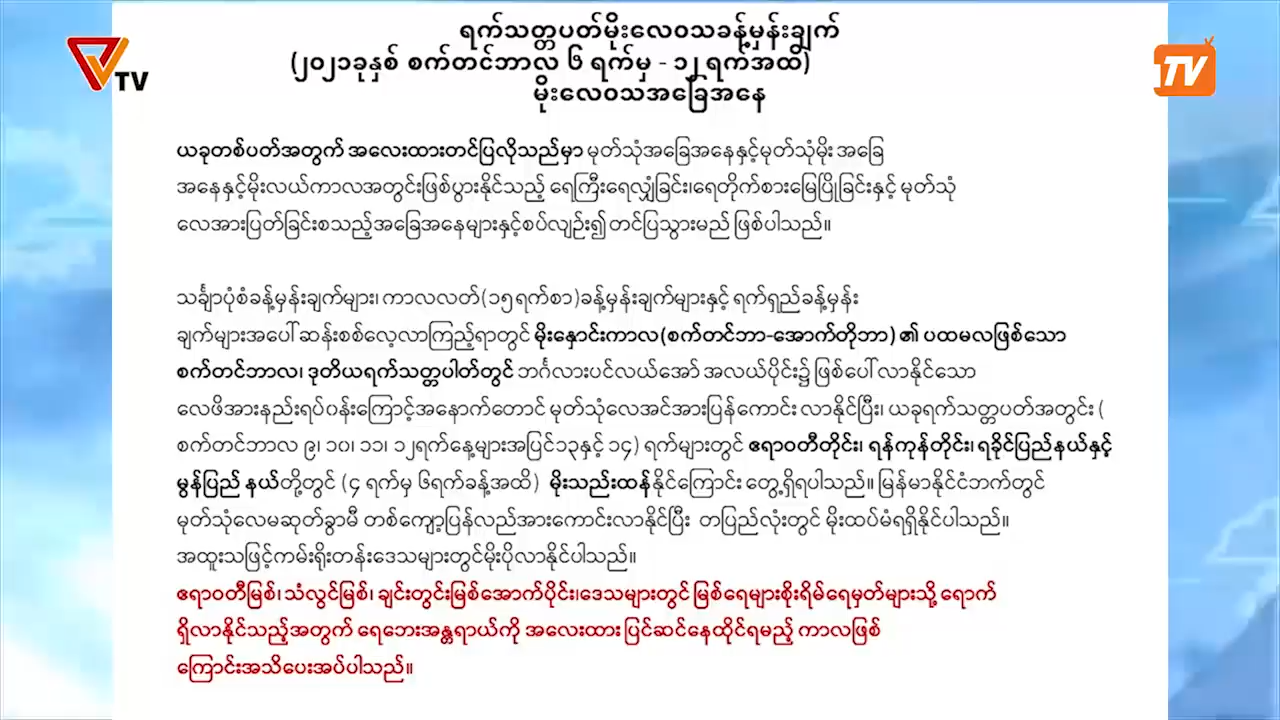 ရက်သတ္တပတ်မိုးလေဝသခန့်မှန်းချက်
(၂၀၂၁ခုနှစ် စက်တင်ဘာလ ၆ ရက်မှ - ၁၂ ရက်အထိ)
မိုးလေဝသအခြေအနေ
TV
TV
ယခုတစ်ပတ်အတွက် အလေးထားတင်ပြလိုသည်မှာ မုတ်သုံအခြေအနေနှင့်မုတ်သုံမိုး အခြေ
အနေနှင့်မိုးလယ်ကာလအတွင်းဖြစ်ပွားနိုင်သည့် ရေကြီးရေလျှံခြင်း၊ရေတိုက်စားမြေပြိုခြင်းနှင့် မုတ်သုံ
လေအားပြတ်ခြင်းစသည့်အခြေအနေများနှင့်စပ်လျဉ်း၍ တင်ပြသွားမည် ဖြစ်ပါသည်။
သင်္ချာပုံစံခန့်မှန်းချက်များ၊ ကာလလတ်(၁၅ရက်စာ)ခန့်မှန်းချက်များနှင့် ရက်ရှည်ခန့်မှန်း
ချက်များအပေါ် ဆန်းစစ်လေ့လာကြည့်ရာတွင် မိုးနှောင်းကာလ(စက်တင်ဘာ-အောက်တိုဘာ) ၏ ပထမလဖြစ်သော
စက်တင်ဘာလ၊ ဒုတိယရက်သတ္တပါတ်တွင် ဘင်္ဂလားပင်လယ်အော် အလယ်ပိုင်း၌ ဖြစ်ပေါ် လာနိုင်သော
လေဖိအားနည်းရပ်ဝန်းကြောင့်အနောက်တောင် မုတ်သုံလေအင်အားပြန်ကောင်း လာနိုင်ပြီး၊ ယခုရက်သတ္တပတ်အတွင်း (
စက်တင်ဘာလ ၉၊ ၁၀၊ ၁၁၊ ၁၂ရက်နေ့များအပြင်၁၃နှင့် ၁၄) ရက်များတွင် ဧရာဝတီတိုင်း၊ ရန်ကုန်တိုင်း၊ ရခိုင်ပြည်နယ်နှင့်
မွန်ပြည် နယ်တို့တွင် (၄ ရက်မှ ၆ရက်ခန့်အထိ) မိုးသည်းထန်နိုင်ကြောင်း တွေ့ရှိရပါသည်။ မြန်မာနိုင်ငံဘက်တွင်
မုတ်သုံလေမဆုတ်ခွာမီ တစ်ကျော့ပြန်လည်အားကောင်းလာနိုင်ပြီး တပြည်လုံးတွင် မိုးထပ်မံရရှိနိုင်ပါသည်။
အထူးသဖြင့်ကမ်းရိုးတန်းဒေသများတွင်မိုးပိုလာနိုင်ပါသည်။
ဧရာဝတီမြစ်၊ သံလွင်မြစ်၊ ချင်းတွင်းမြစ်အောက်ပိုင်း၊ဒေသများတွင် မြစ်ရေများစိုးရိမ်ရေမှတ်များသို့ ရောက်
ရှိလာနိုင်သည့်အတွက် ရေဘေးအန္တရာယ်ကို အလေးထား ပြင်ဆင်နေထိုင်ရမည့် ကာလဖြစ်
ကြောင်းအသိပေးအပ်ပါသည်။